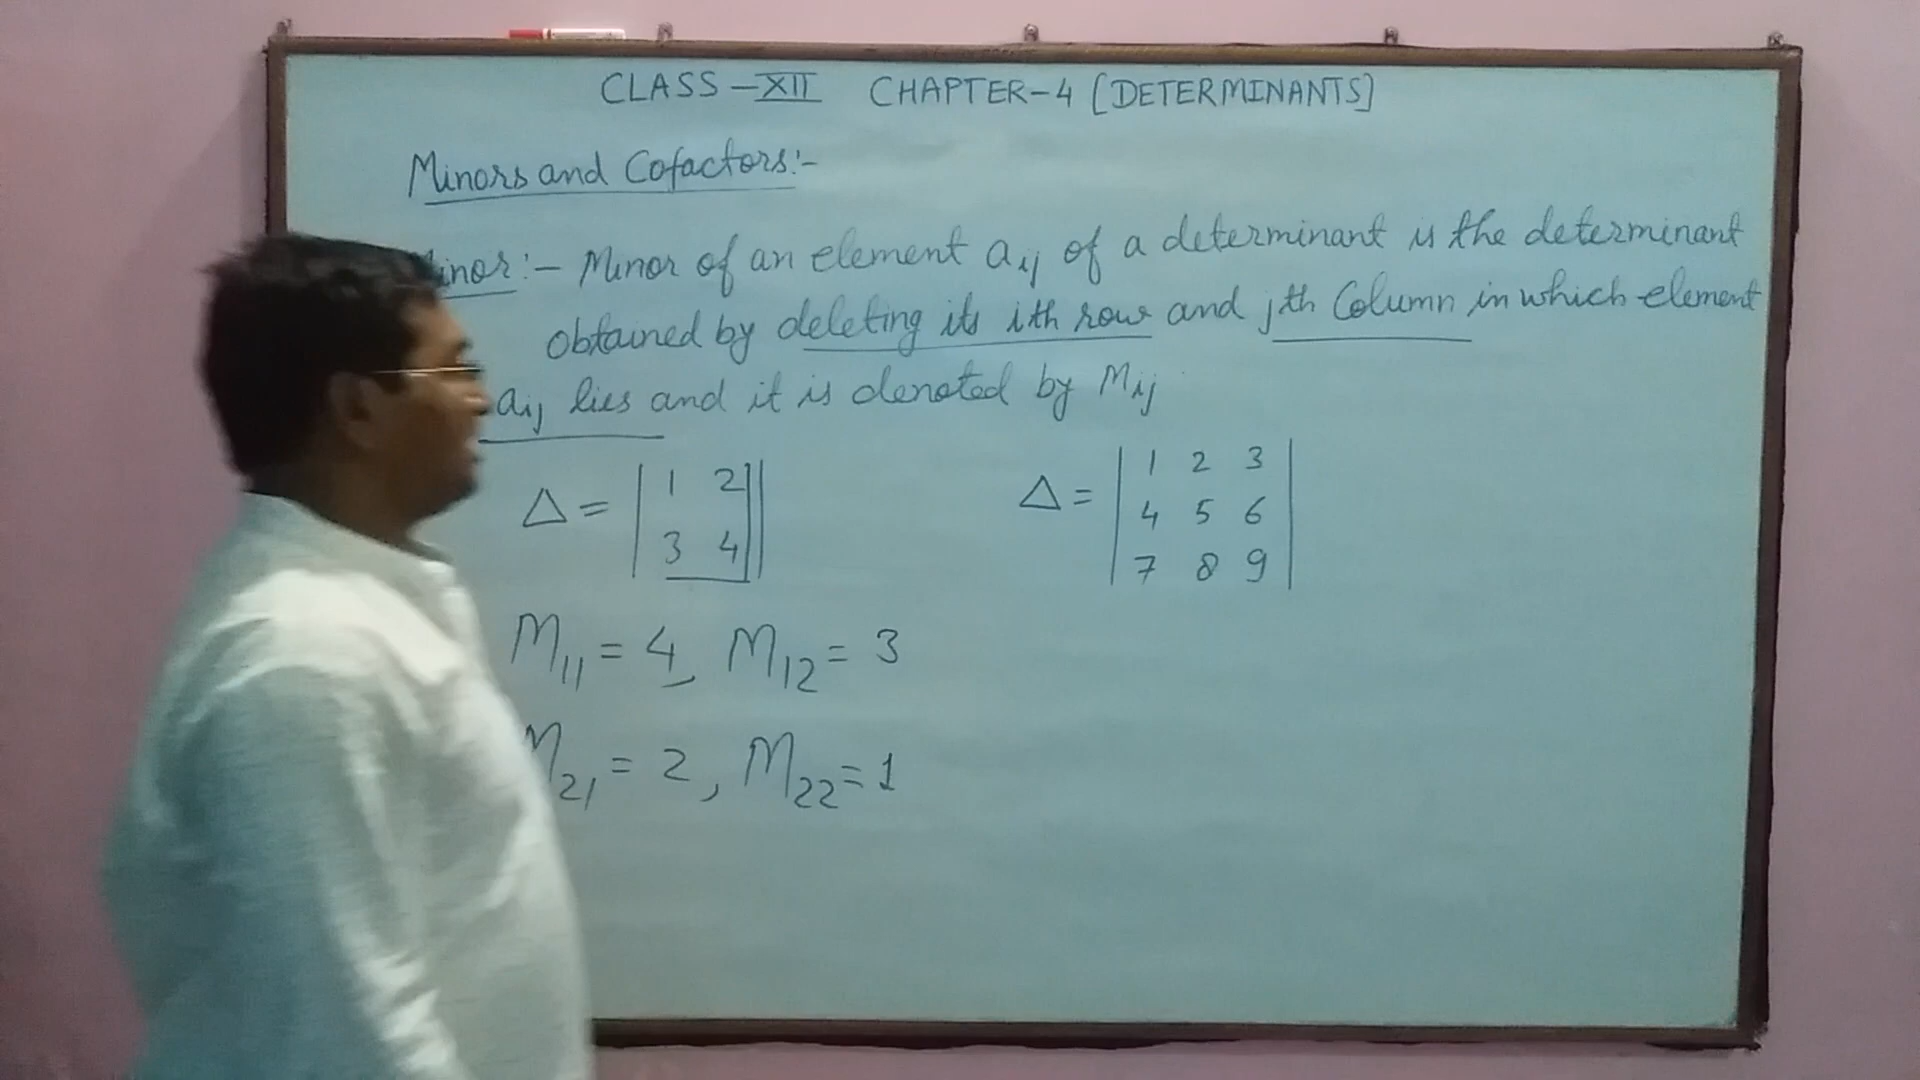 CLASS-XII CHAPTER-4 [DETERMINANTS]
Minors and Cofactors:-
inor:- Minor of an element aij of a determinant is the determinant
obtained by deleting its ith row and jth Column in which element
aij lies and it is denoted by Mij
Δ = | 1 2 |
| 3 4 |
Δ = | 1 2 3 |
| 4 5 6 |
| 7 8 9 |
M11 = 4, M12 = 3
M21 = 2, M22 = 1